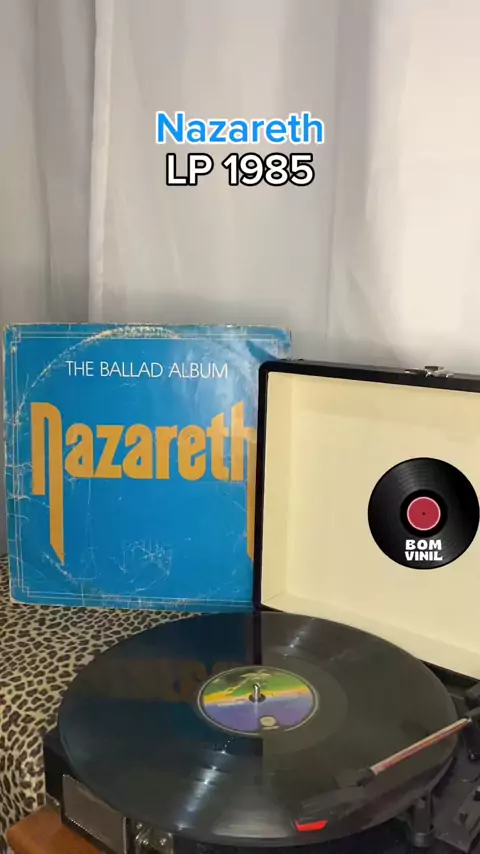 Nazareth
LP 1985
THE BALLAD ALBUM
nazareth
BOM
VINIL